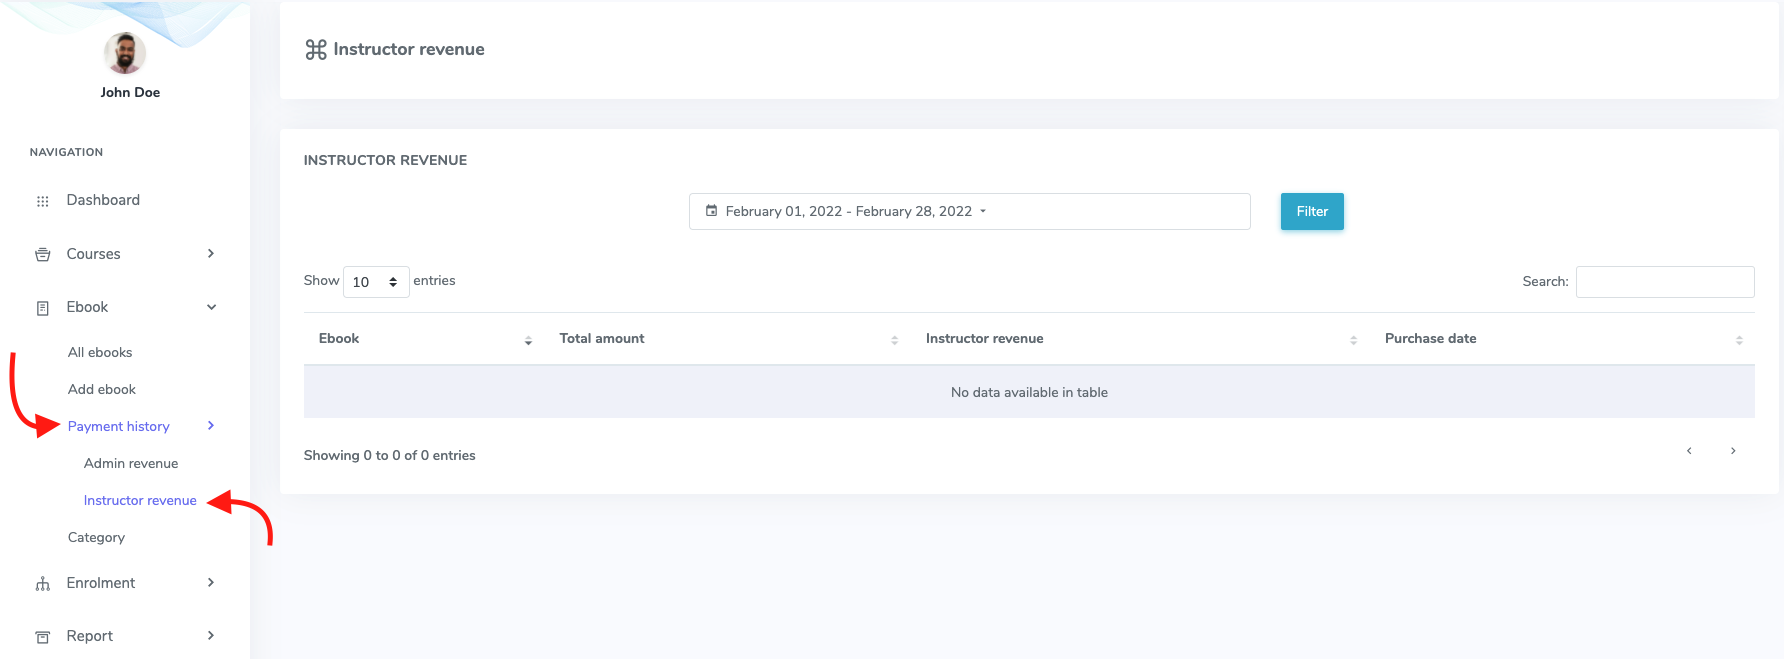 John Doe
NAVIGATION
Dashboard
Courses
Ebook
All ebooks
Add ebook
Payment history
Admin revenue
Instructor revenue
Category
Enrolment
Report
Instructor revenue
INSTRUCTOR REVENUE
February 01, 2022 - February 28, 2022
Filter
Show 10 entries
Search:
Ebook Total amount Instructor revenue Purchase date
No data available in table
Showing 0 to 0 of 0 entries